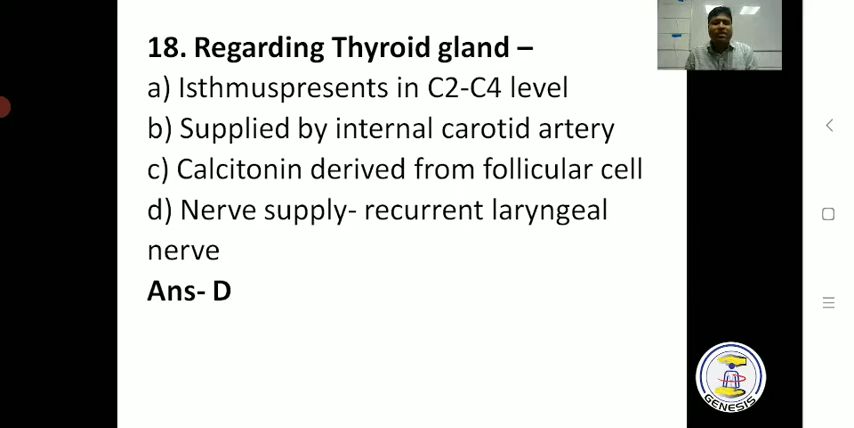 18. Regarding Thyroid gland –
a) Isthmuspresents in C2-C4 level
b) Supplied by internal carotid artery
c) Calcitonin derived from follicular cell
d) Nerve supply- recurrent laryngeal
nerve
Ans- D
GENESIS